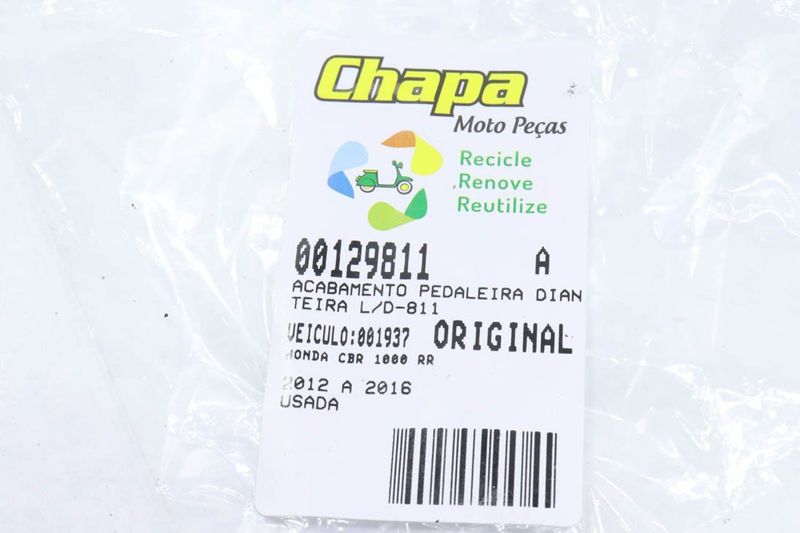 Chapa
Moto Peças
Recicle
Renove
Reutilize
00129811 A
ACABAMENTO PEDALEIRA DIAN
TEIRA L/D-811
VEICULO:001937 ORIGINAL
HONDA CBR 1000 RR
2012 A 2016
USADA